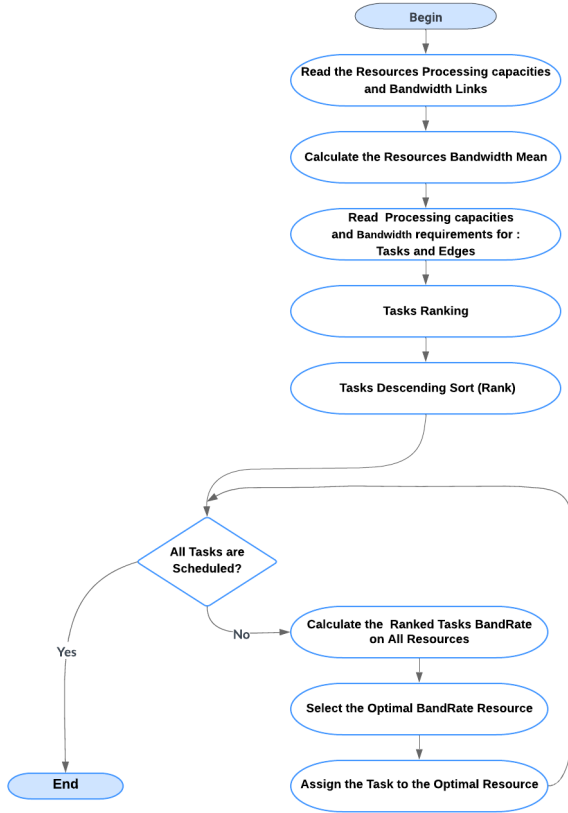 Begin
Read the Resources Processing capacities
and Bandwidth Links
Calculate the Resources Bandwidth Mean
Read Processing capacities
and Bandwidth requirements for :
Tasks and Edges
Tasks Ranking
Tasks Descending Sort (Rank)
All Tasks are
Scheduled?
No
Calculate the Ranked Tasks BandRate
on All Resources
Yes
Select the Optimal BandRate Resource
Assign the Task to the Optimal Resource
End